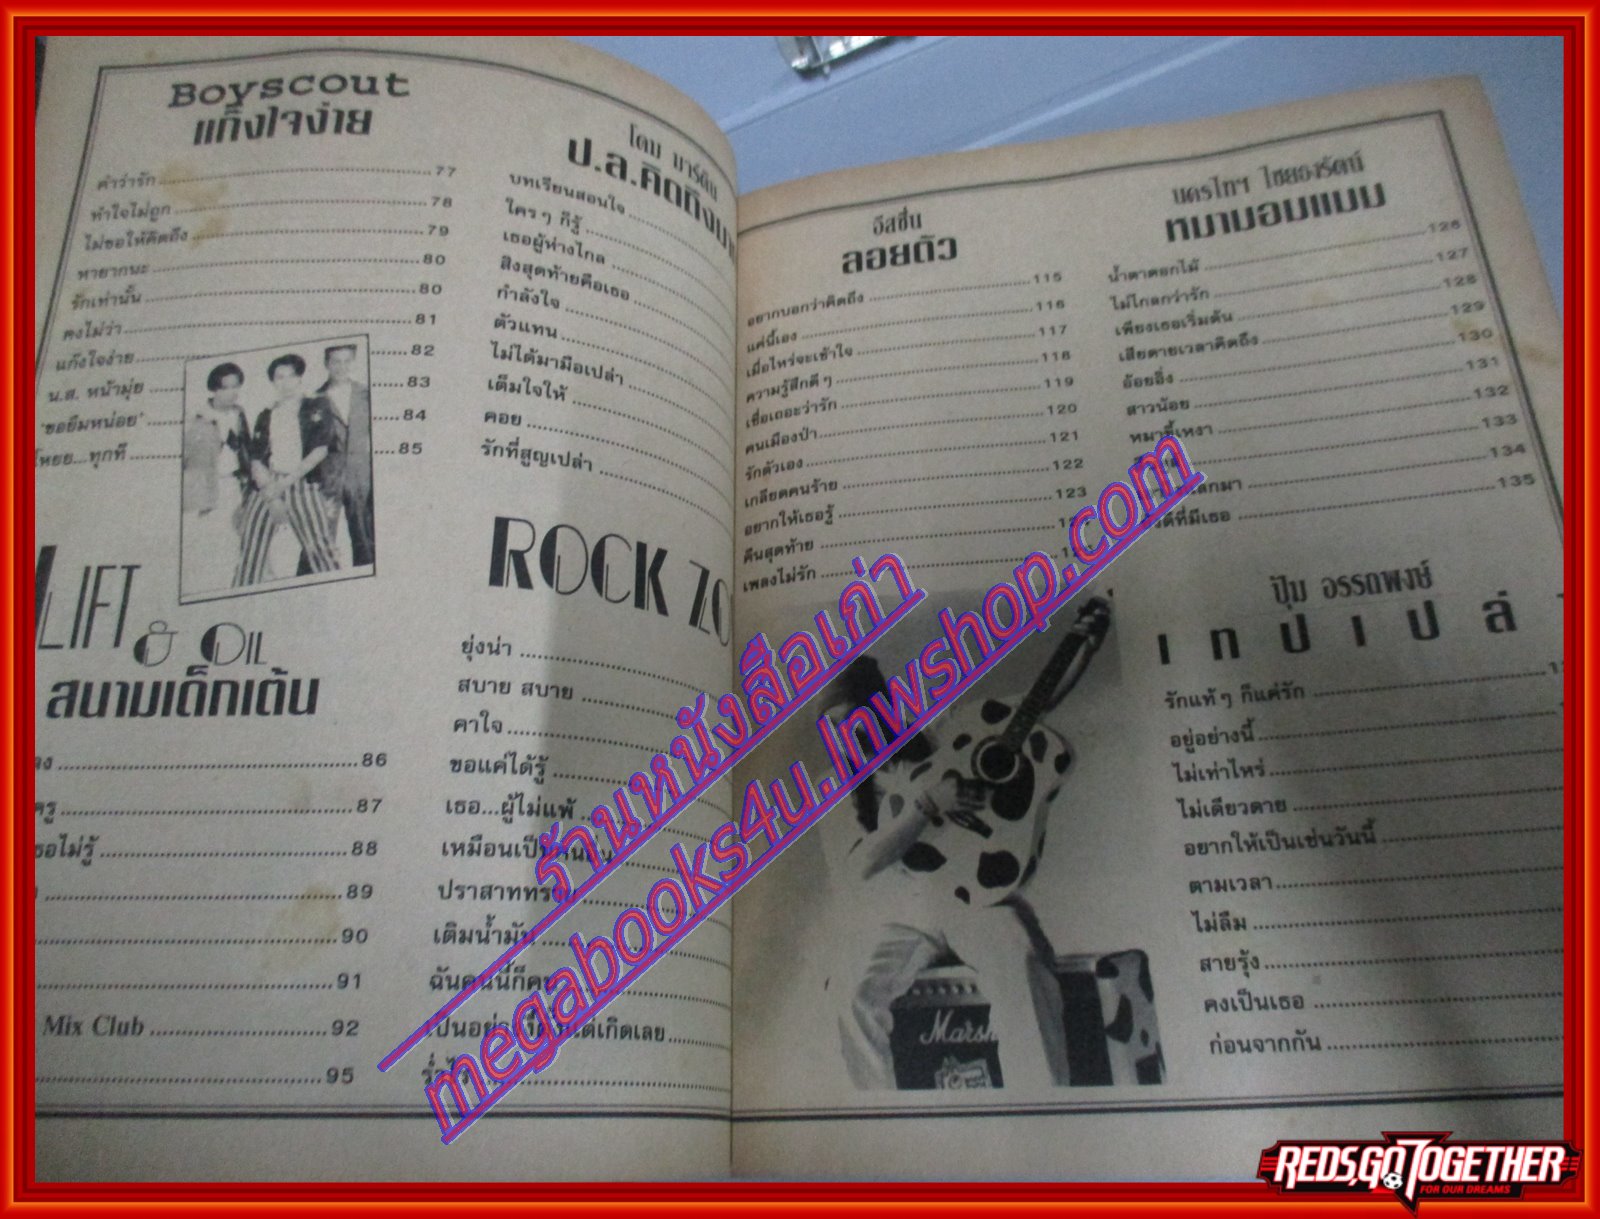 Boyscout
แก๊งใจง่าย
คำว่ารัก 77
ทำใจไม่ถูก 78
ไม่ขอให้คิดถึง 79
หายากนะ 80
รักเท่านั้น 80
คงไม่ว่า 81
แก๊งใจง่าย 82
น.ส. หน้ามุ่ย 83
'ขอยืมหน่อย' 84
โหยย...ทุกที 85
LIFT & OIL
สนามเด็กเต้น
86
87
88
89
90
91
Mix Club 92
95
โดม มาร์ติน
ป.ล.คิดถึง
บทเรียนสอนใจ
ใครๆ ก็รู้
เธอผู้ห่างไกล
สิ่งสุดท้ายคือเธอ
กำลังใจ
ตัวแทน
ไม่ได้มามือเปล่า
เต็มใจให้
คอย
รักที่สูญเปล่า
ROCK ZO
ยุ่งน่า
สบาย สบาย
คาใจ
ขอแค่ได้รู้
เธอ...ผู้ไม่แพ้
เหมือนเป็น
ปราสาททราย
เติมน้ำมัน
ฉันคนนี้ก็คน
อีสซึ่น
ลอยตัว
อยากบอกว่าคิดถึง 115
แค่นี้เอง 116
เมื่อไหร่จะเข้าใจ 117
ความรู้สึกดีๆ 118
เชื่อเถอะว่ารัก 119
คนเมืองป่า 120
รักตัวเอง 121
เกลียดคนร้าย 122
อยากให้เธอรู้ 123
คืนสุดท้าย
เพลงไม่รัก
นครไทฯ ไชยธงรัตน์
หมามอมแมม
น้ำตาดอกไม้ 126
ไม่ไกลกว่ารัก 127
เพียงเธอเริ่มต้น 128
เสียดายเวลาคิดถึง 129
อ้อยอิ่ง 130
สาวน้อย 131
หมาขี้เหงา 132
133
134
ดีที่มีเธอ 135
ปุ้ม อรรถพงษ์
เทปเปล่
รักแท้ๆ ก็แค่รัก
อยู่อย่างนี้
ไม่เท่าไหร่
ไม่เดียวดาย
อยากให้เป็นเช่นวันนี้
ตามเวลา
ไม่ลืม
สายรุ้ง
คงเป็นเธอ
ก่อนจากกัน
Marsh
ร้านหนังสือเก่า
megabooks4u.lnwshop.com
REDS,GO TOGETHER
FOR OUR DREAMS